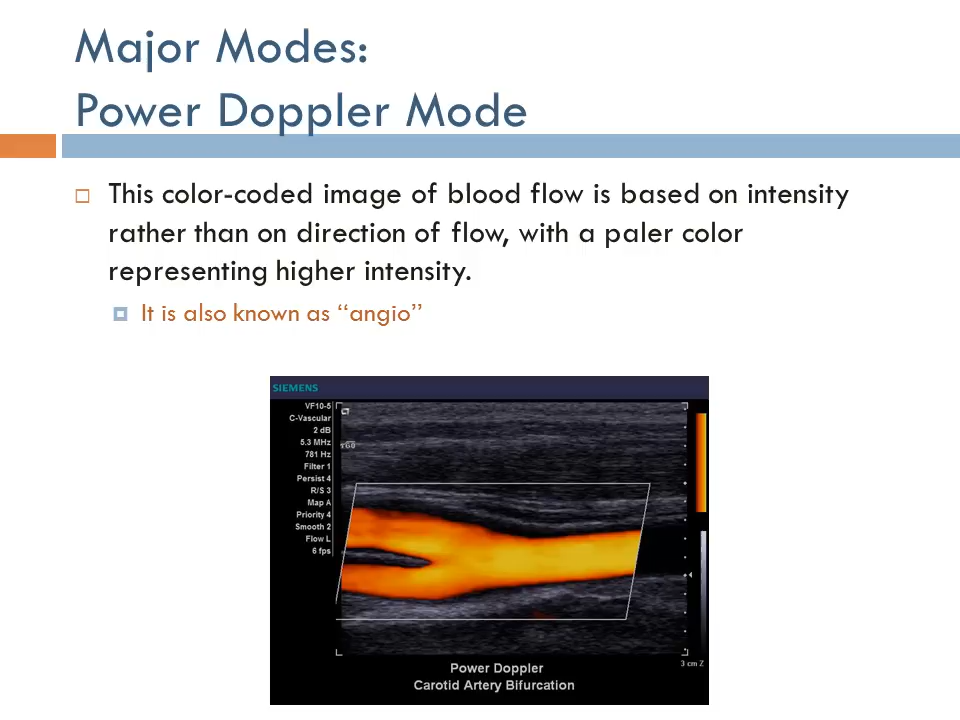 Major Modes:
Power Doppler Mode
This color-coded image of blood flow is based on intensity
rather than on direction of flow, with a paler color
representing higher intensity.
It is also known as “angio”
SIEMENS
VF10-5
C-Vascular
2 dB
5.3 MHz
781 Hz
Filter 1
Persist 4
R/S 3
Map A
Priority 4
Smooth 2
Flow L
6 fps
3 cm Z
Power Doppler
Carotid Artery Bifurcation